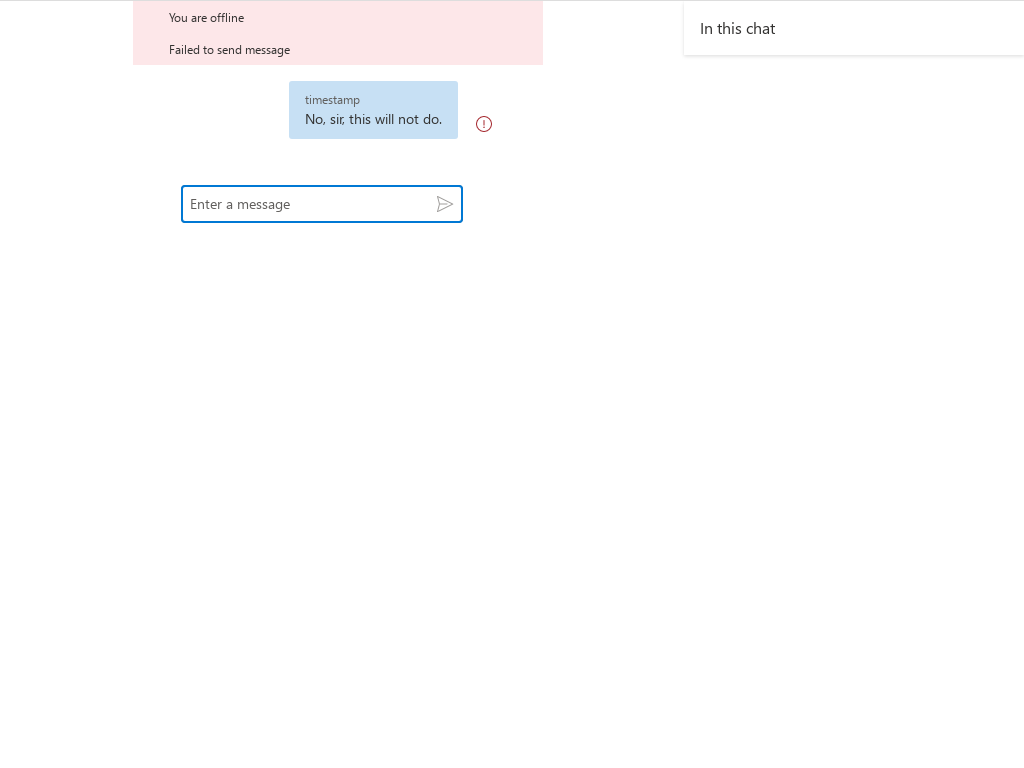 You are offline
Failed to send message
In this chat
timestamp
No, sir, this will not do.
Enter a message